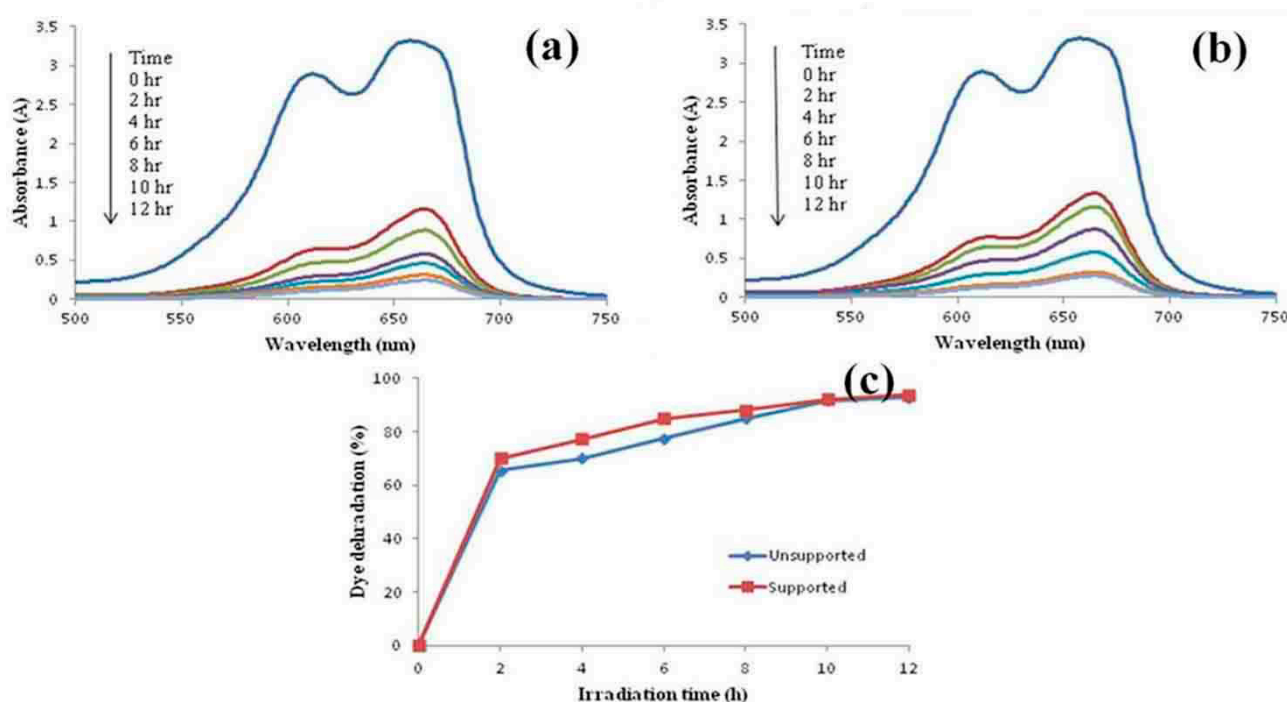 (a)
3.5
3
2.5
2
1.5
1
0.5
0
Absorbance (A)
Time
0 hr
2 hr
4 hr
6 hr
8 hr
10 hr
12 hr
500
550
600
650
700
750
Wavelength (nm)
(b)
3.5
3
2.5
2
1.5
1
0.5
0
Absorbance (A)
Time
0 hr
2 hr
4 hr
6 hr
8 hr
10 hr
12 hr
500
550
600
650
700
750
Wavelength (nm)
(c)
100
80
60
40
20
0
Dye dehradation (%)
Unsupported
Supported
0
2
4
6
8
10
12
Irradiation time (h)